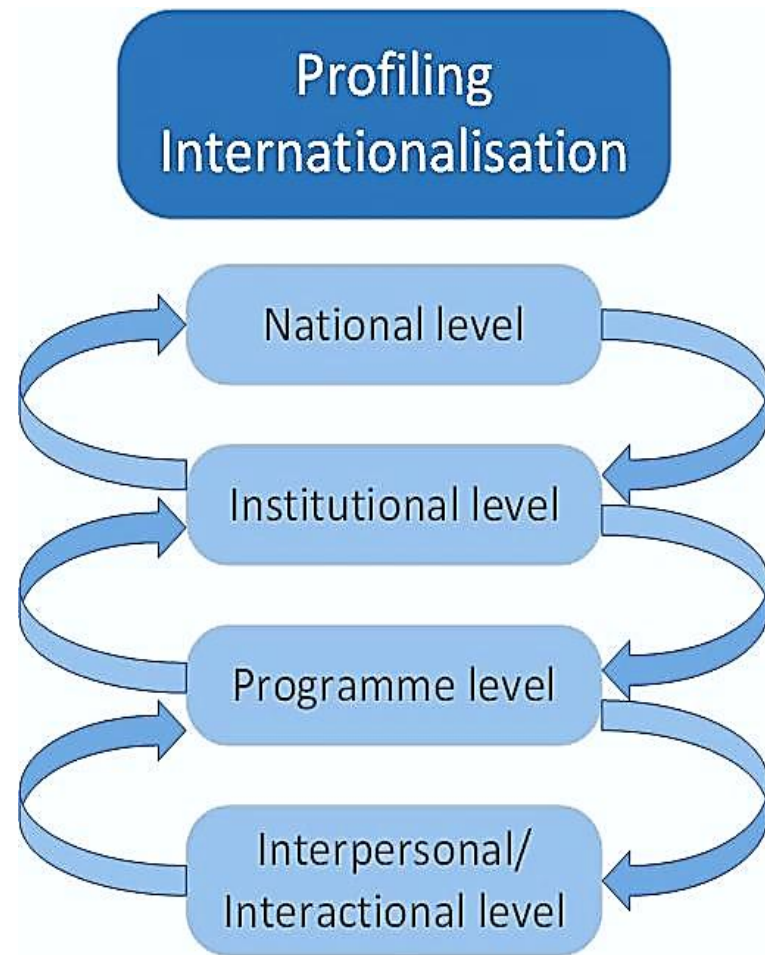 Profiling
Internationalisation
National level
Institutional level
Programme level
Interpersonal/
Interactional level